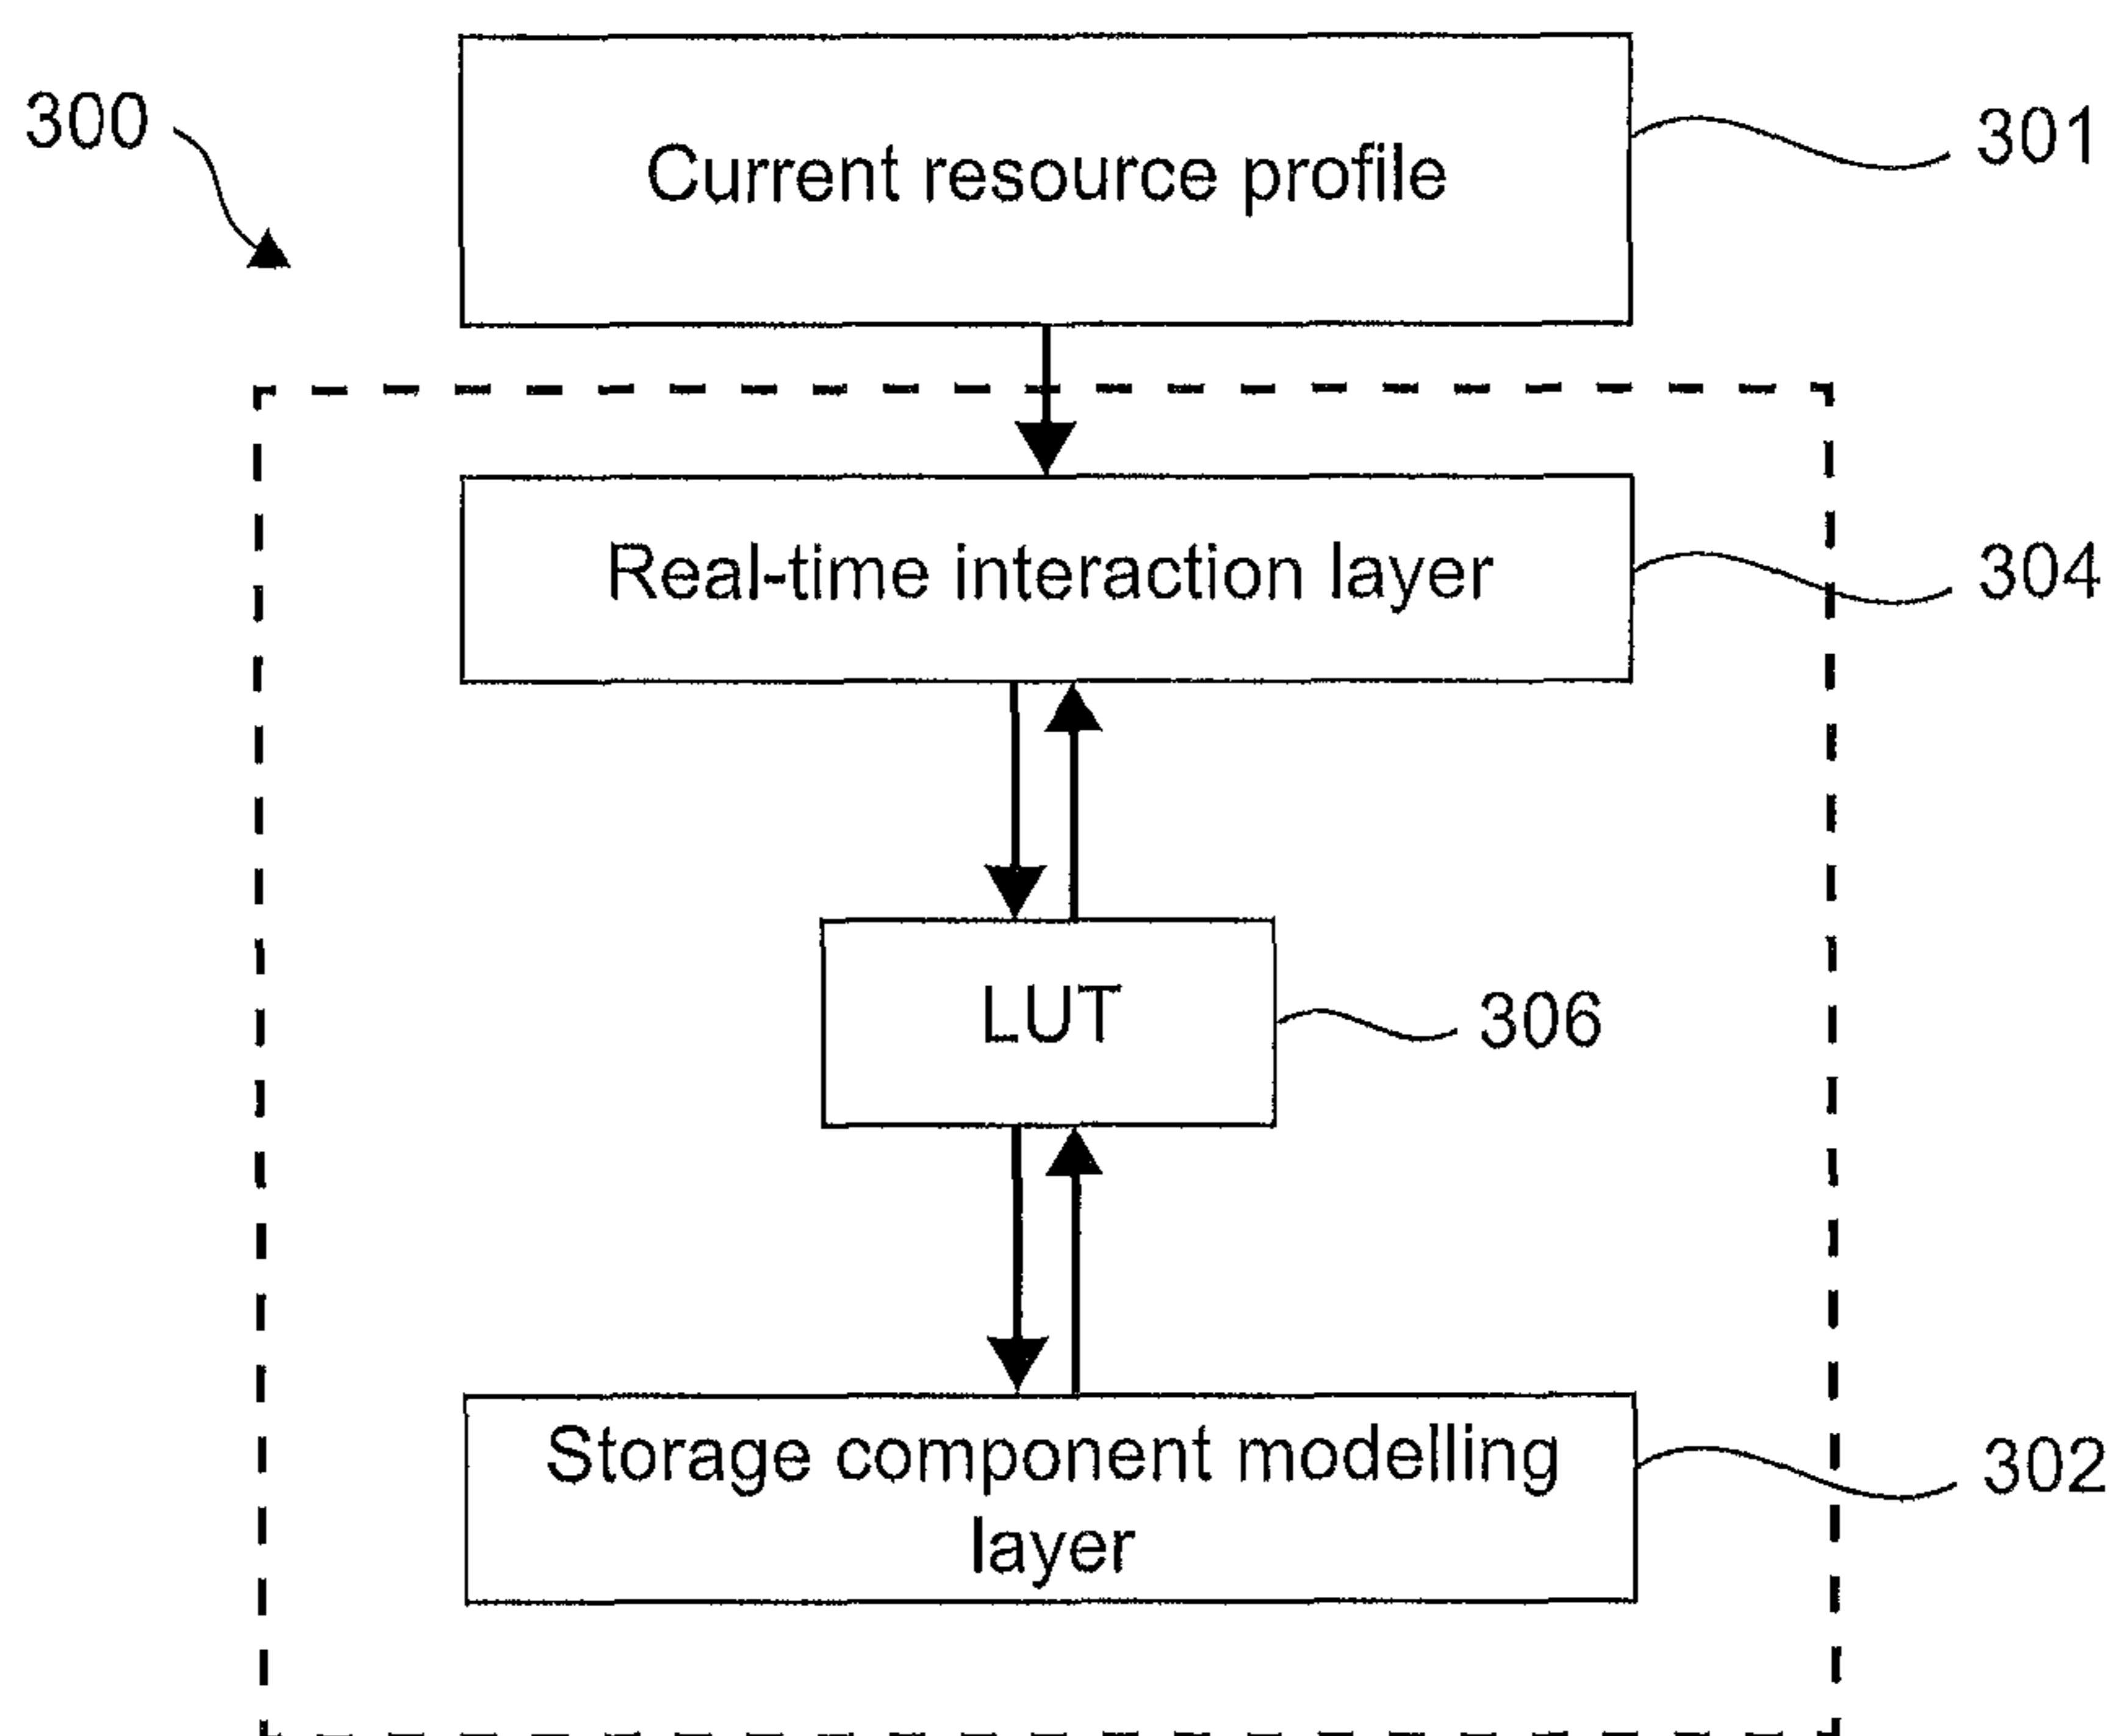 300
Current resource profile
301
Real-time interaction layer
304
LUT
306
Storage component modelling
layer
302